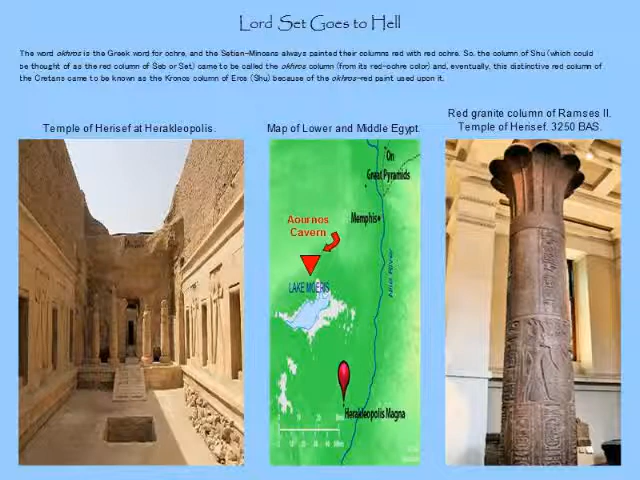 Lord Set Goes to Hell
The word okhros is the Greek word for ochre, and the Setian-Minoans always painted their columns red with red ochre. So, the column of Shu (which could
be thought of as the red column of Seb or Set) came to be called the okhros column (from its red-ochre color) and, eventually, this distinctive red column of
the Cretans came to be known as the Kronos column of Eros (Shu) because of the okhros-red paint used upon it.
Temple of Herisef at Herakleopolis.
Map of Lower and Middle Egypt.
Red granite column of Ramses II.
Temple of Herisef. 3250 BAS.
On
Great Pyramids
Memphis
Aournos
Cavern
Nile River
LAKE MOERIS
Herakleopolis Magna